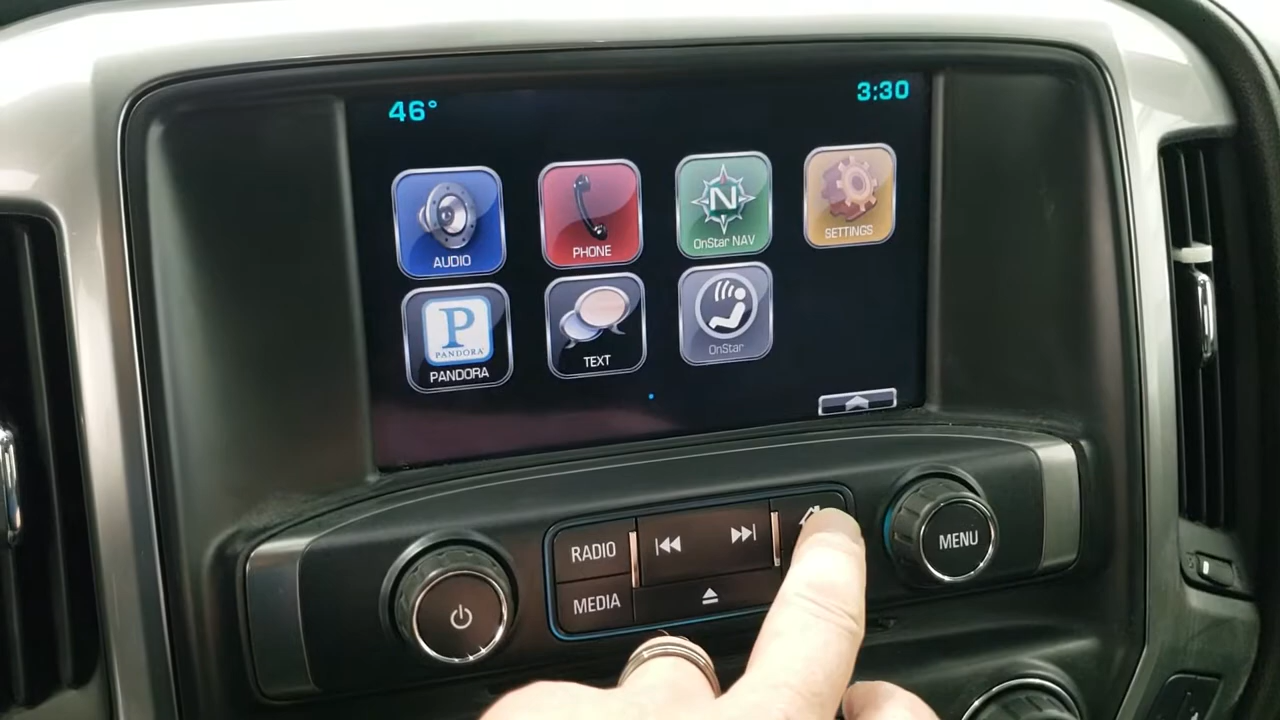 46°
3:30
AUDIO
PHONE
N
OnStar NAV
SETTINGS
P
PANDORA
PANDORA
TEXT
OnStar
RADIO
MEDIA
MENU